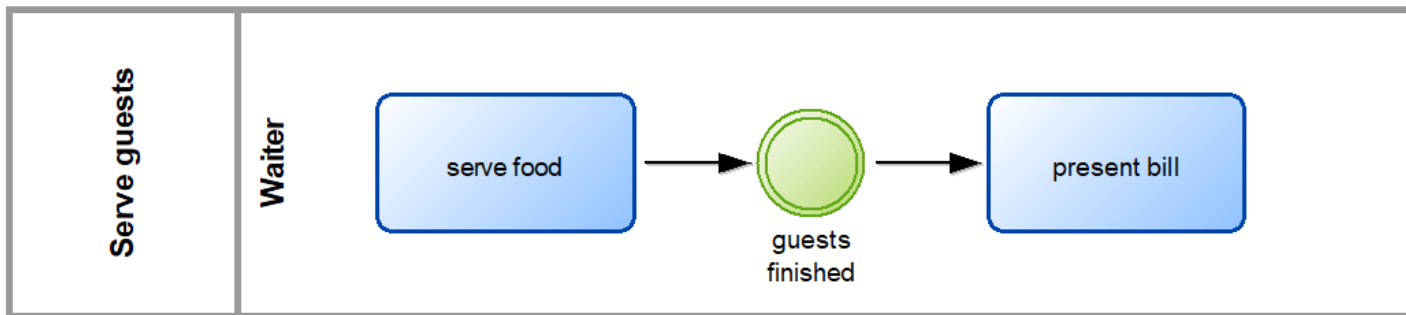 Serve guests
Waiter
serve food
guests
finished
present bill